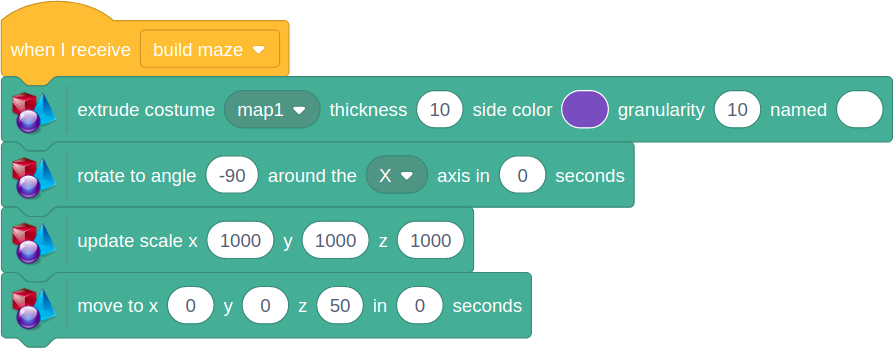 when I receive build maze
extrude costume map1 thickness 10 side color granularity 10 named
rotate to angle -90 around the X axis in 0 seconds
update scale x 1000 y 1000 z 1000
move to x 0 y 0 z 50 in 0 seconds